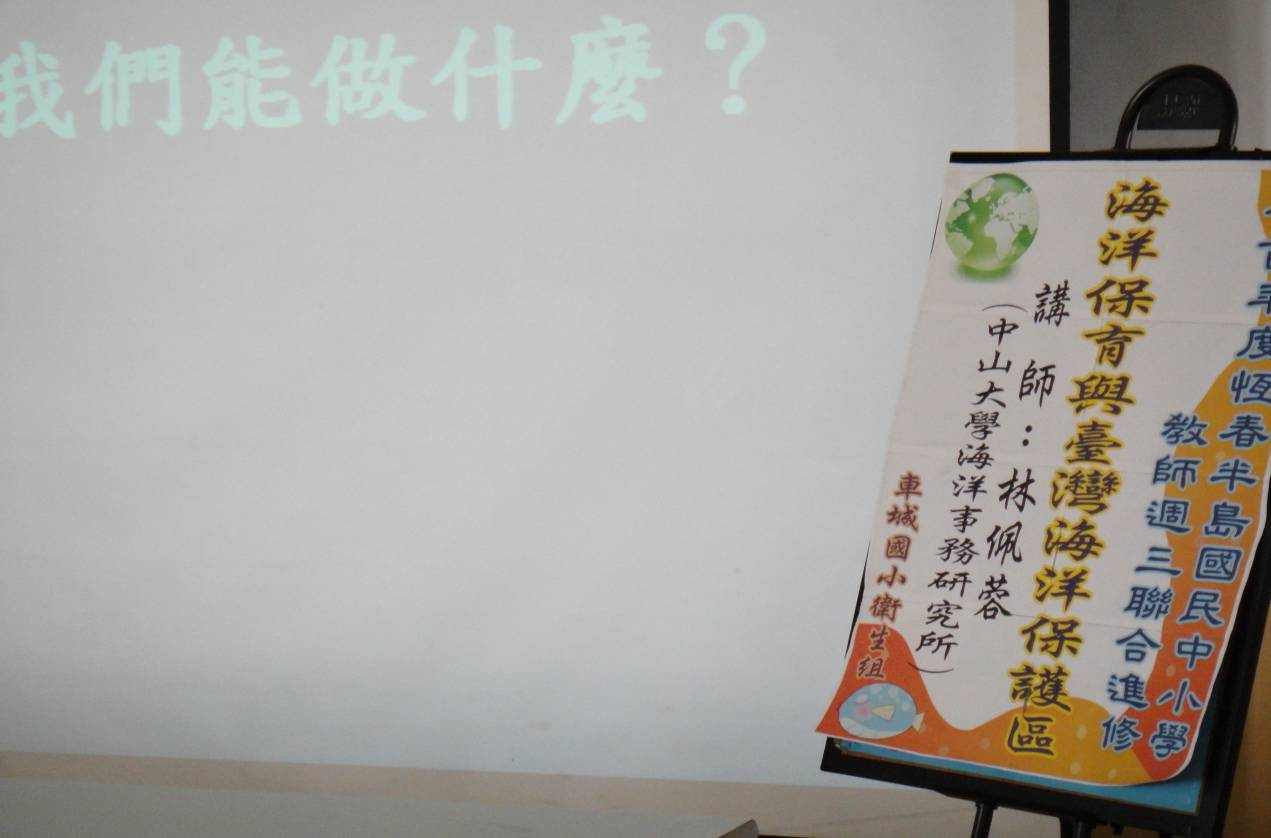 我們能做什麼？
百年度恆春半島國民中小學
教師週三聯合進修
海洋保育與臺灣海洋保護區
講師：林佩蓉
（中山大學海洋事務研究所）
車城國小衛生組